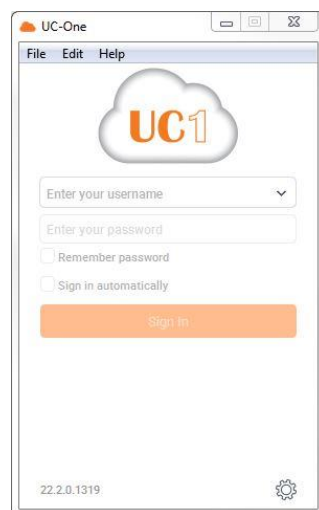 UC-One
File Edit Help
UC1
Enter your username
Enter your password
Remember password
Sign in automatically
Sign In
22.2.0.1319